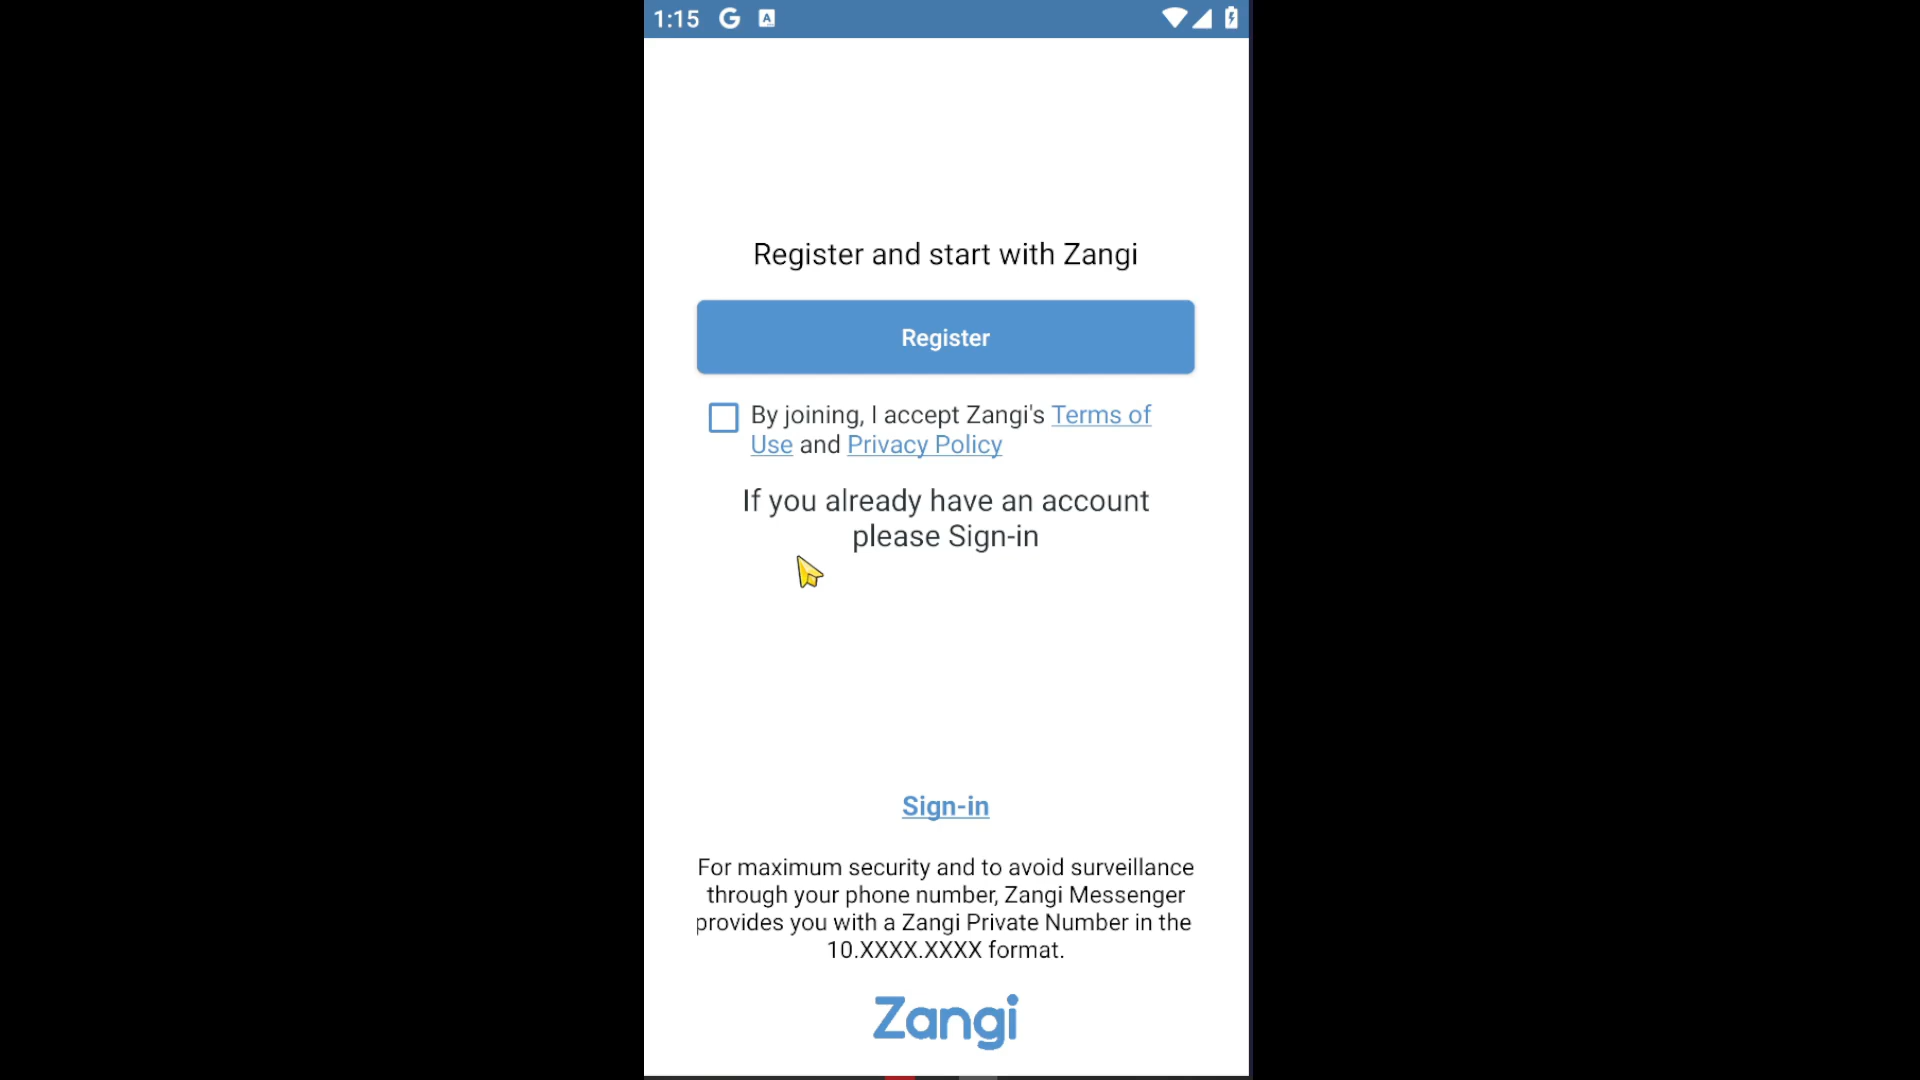 1:15
Register and start with Zangi
Register
By joining, I accept Zangi's Terms of
Use and Privacy Policy
If you already have an account
please Sign-in
Sign-in
For maximum security and to avoid surveillance
through your phone number, Zangi Messenger
provides you with a Zangi Private Number in the
10.XXXX.XXXX format.
Zangi